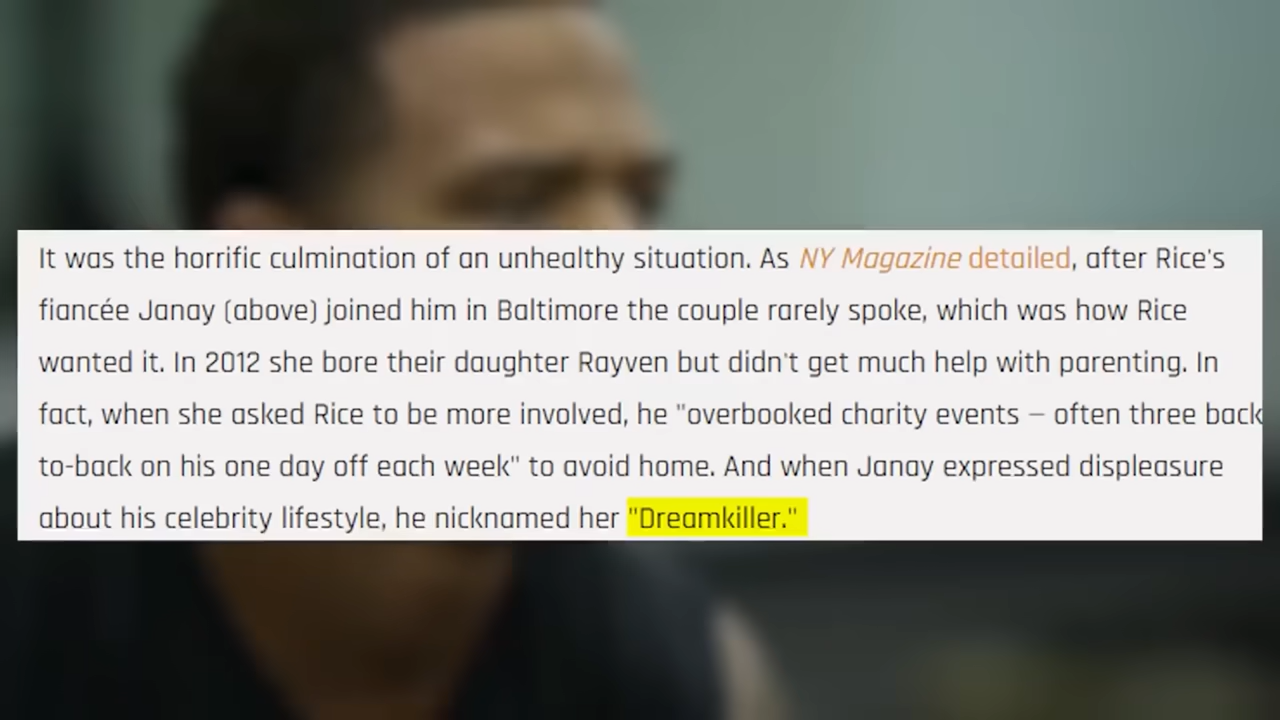 It was the horrific culmination of an unhealthy situation. As NY Magazine detailed, after Rice's
fiancée Janay (above) joined him in Baltimore the couple rarely spoke, which was how Rice
wanted it. In 2012 she bore their daughter Rayven but didn't get much help with parenting. In
fact, when she asked Rice to be more involved, he "overbooked charity events – often three back
to-back on his one day off each week" to avoid home. And when Janay expressed displeasure
about his celebrity lifestyle, he nicknamed her "Dreamkiller."